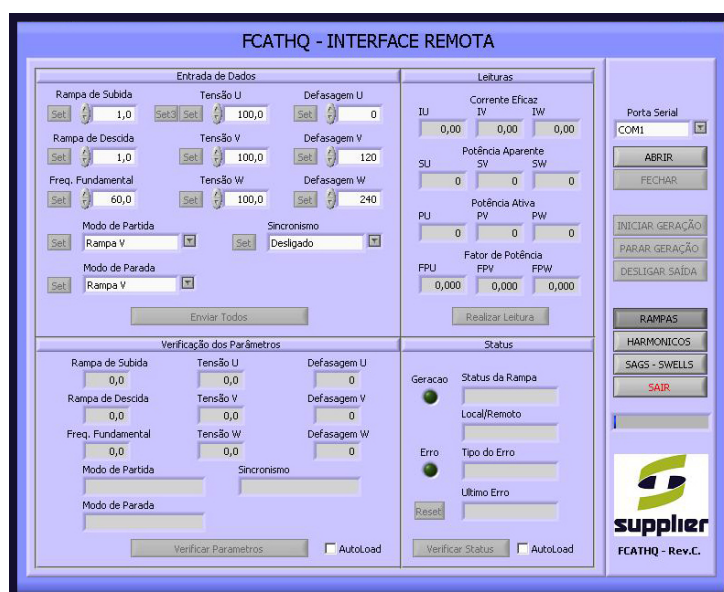 FCATHQ - INTERFACE REMOTA
Entrada de Dados
Rampa de Subida Tensão U Defasagem U
Set 1,0 Set3 Set 100,0 Set 0
Rampa de Descida Tensão V Defasagem V
Set 1,0 Set 100,0 Set 120
Freq. Fundamental Tensão W Defasagem W
Set 60,0 Set 100,0 Set 240
Modo de Partida Sincronismo
Set Rampa V Set Desligado
Modo de Parada
Set Rampa V
Enviar Todos
Leituras
Corrente Eficaz
IU IV IW
0,00 0,00 0,00
Potência Aparente
SU SV SW
0 0 0
Potência Ativa
PU PV PW
0 0 0
Fator de Potência
FPU FPV FPW
0,000 0,000 0,000
Realizar Leitura
Verificação dos Parâmetros
Rampa de Subida Tensão U Defasagem U
0,0 0,0 0
Rampa de Descida Tensão V Defasagem V
0,0 0,0 0
Freq. Fundamental Tensão W Defasagem W
0,0 0,0 0
Modo de Partida Sincronismo
Modo de Parada
Verificar Parametros AutoLoad
Status
Geracao Status da Rampa
Local/Remoto
Erro Tipo do Erro
Ultimo Erro
Reset
Verificar Status AutoLoad
Porta Serial
COM1
ABRIR
FECHAR
INICIAR GERAÇÃO
PARAR GERAÇÃO
DESLIGAR SAÍDA
RAMPAS
HARMONICOS
SAGS - SWELLS
SAIR
supplier
FCATHQ - Rev.C.